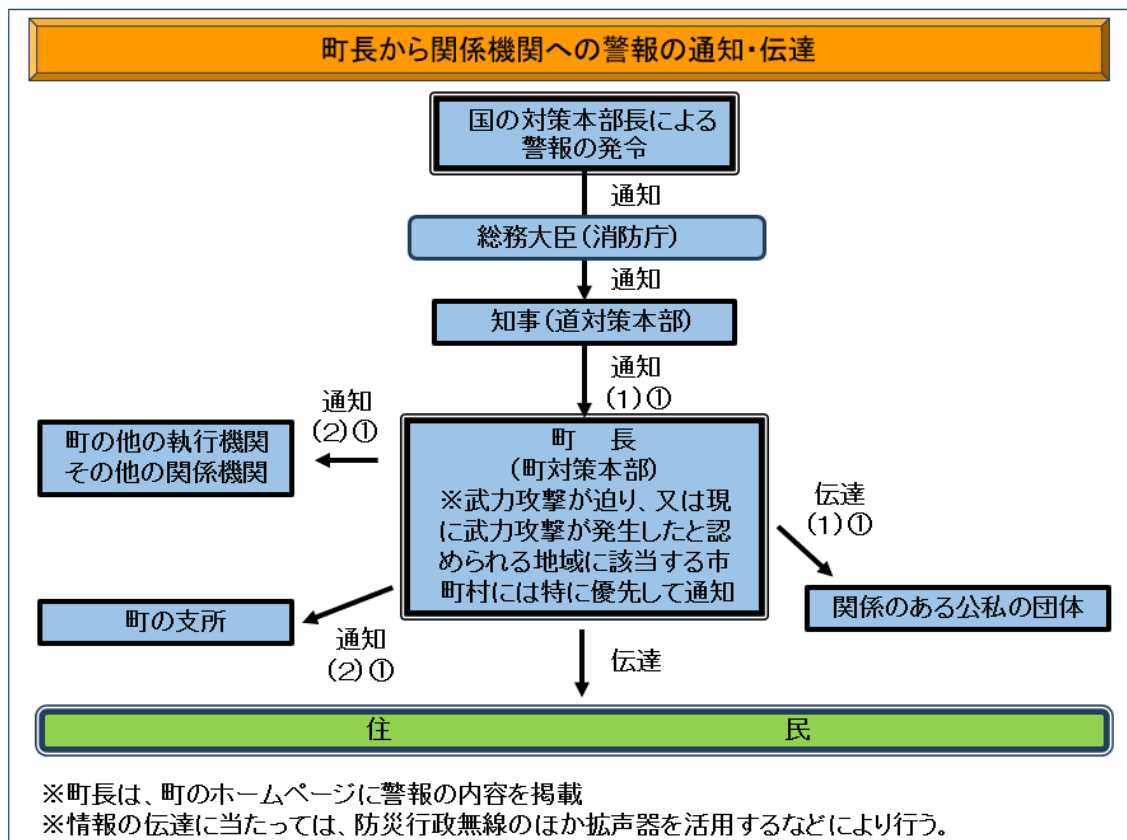 町長から関係機関への警報の通知・伝達
国の対策本部長による
警報の発令
通知
総務大臣(消防庁)
通知
知事(道対策本部)
通知
(1)①
通知
(2)①
町の他の執行機関
その他の関係機関
町 長
(町対策本部)
※武力攻撃が迫り、又は現
に武力攻撃が発生したと認
められる地域に該当する市
町村には特に優先して通知
伝達
(1)①
関係のある公私の団体
町の支所
通知
(2)①
伝達
住 民
※町長は、町のホームページに警報の内容を掲載
※情報の伝達に当たっては、防災行政無線のほか拡声器を活用するなどにより行う。